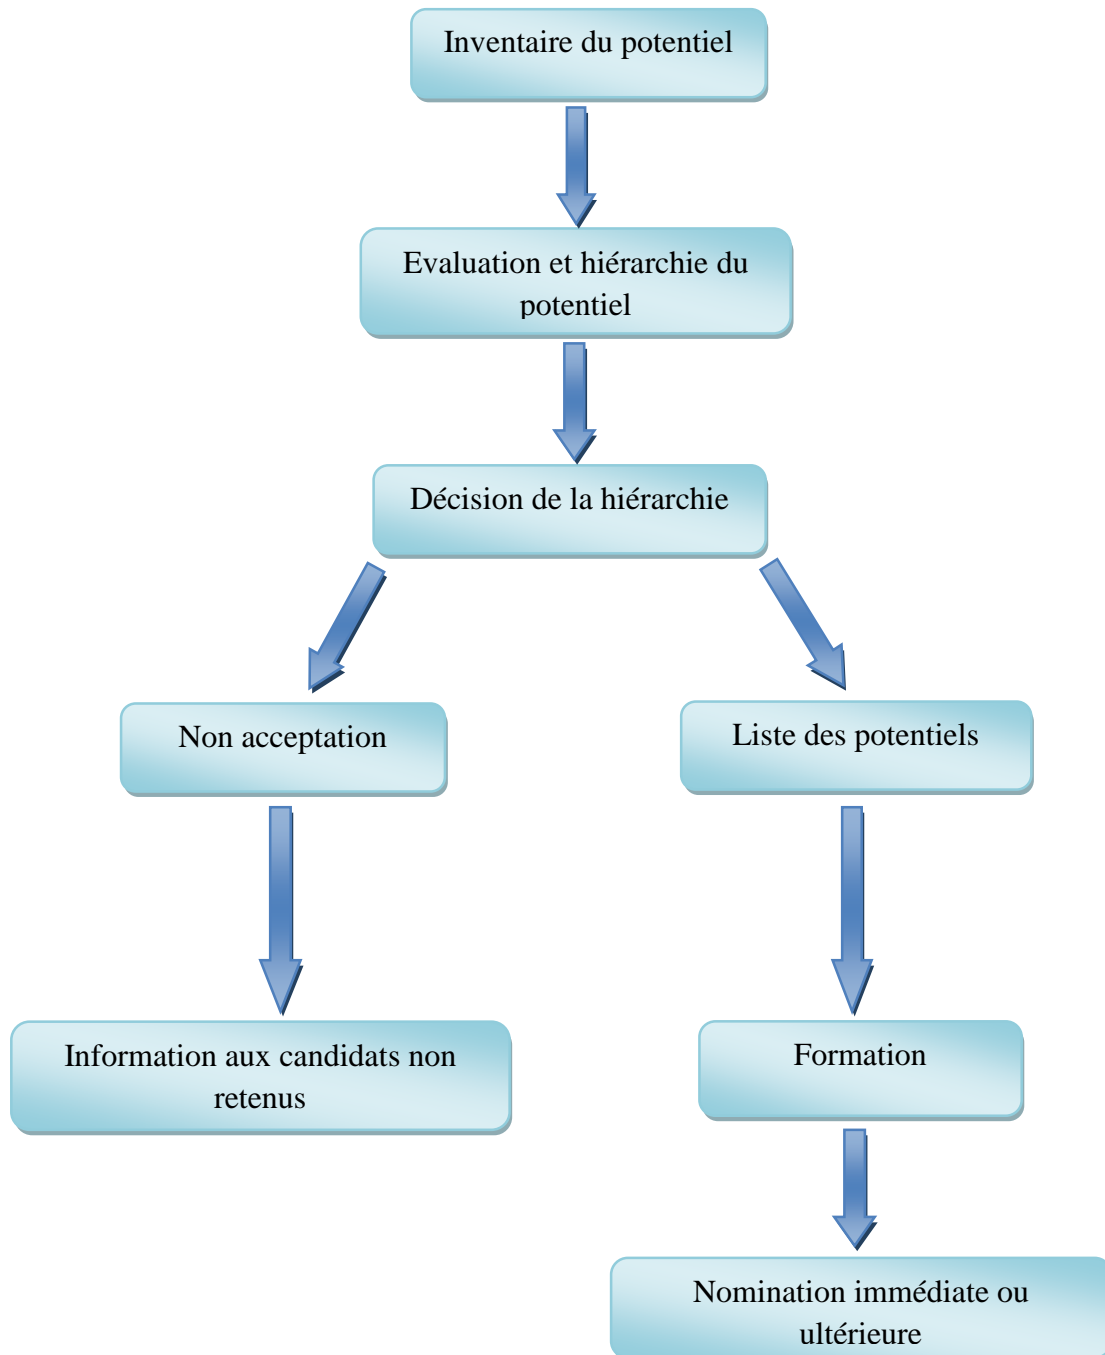 Inventaire du potentiel
Evaluation et hiérarchie du
potentiel
Décision de la hiérarchie
Non acceptation
Liste des potentiels
Information aux candidats non
retenus
Formation
Nomination immédiate ou
ultérieure